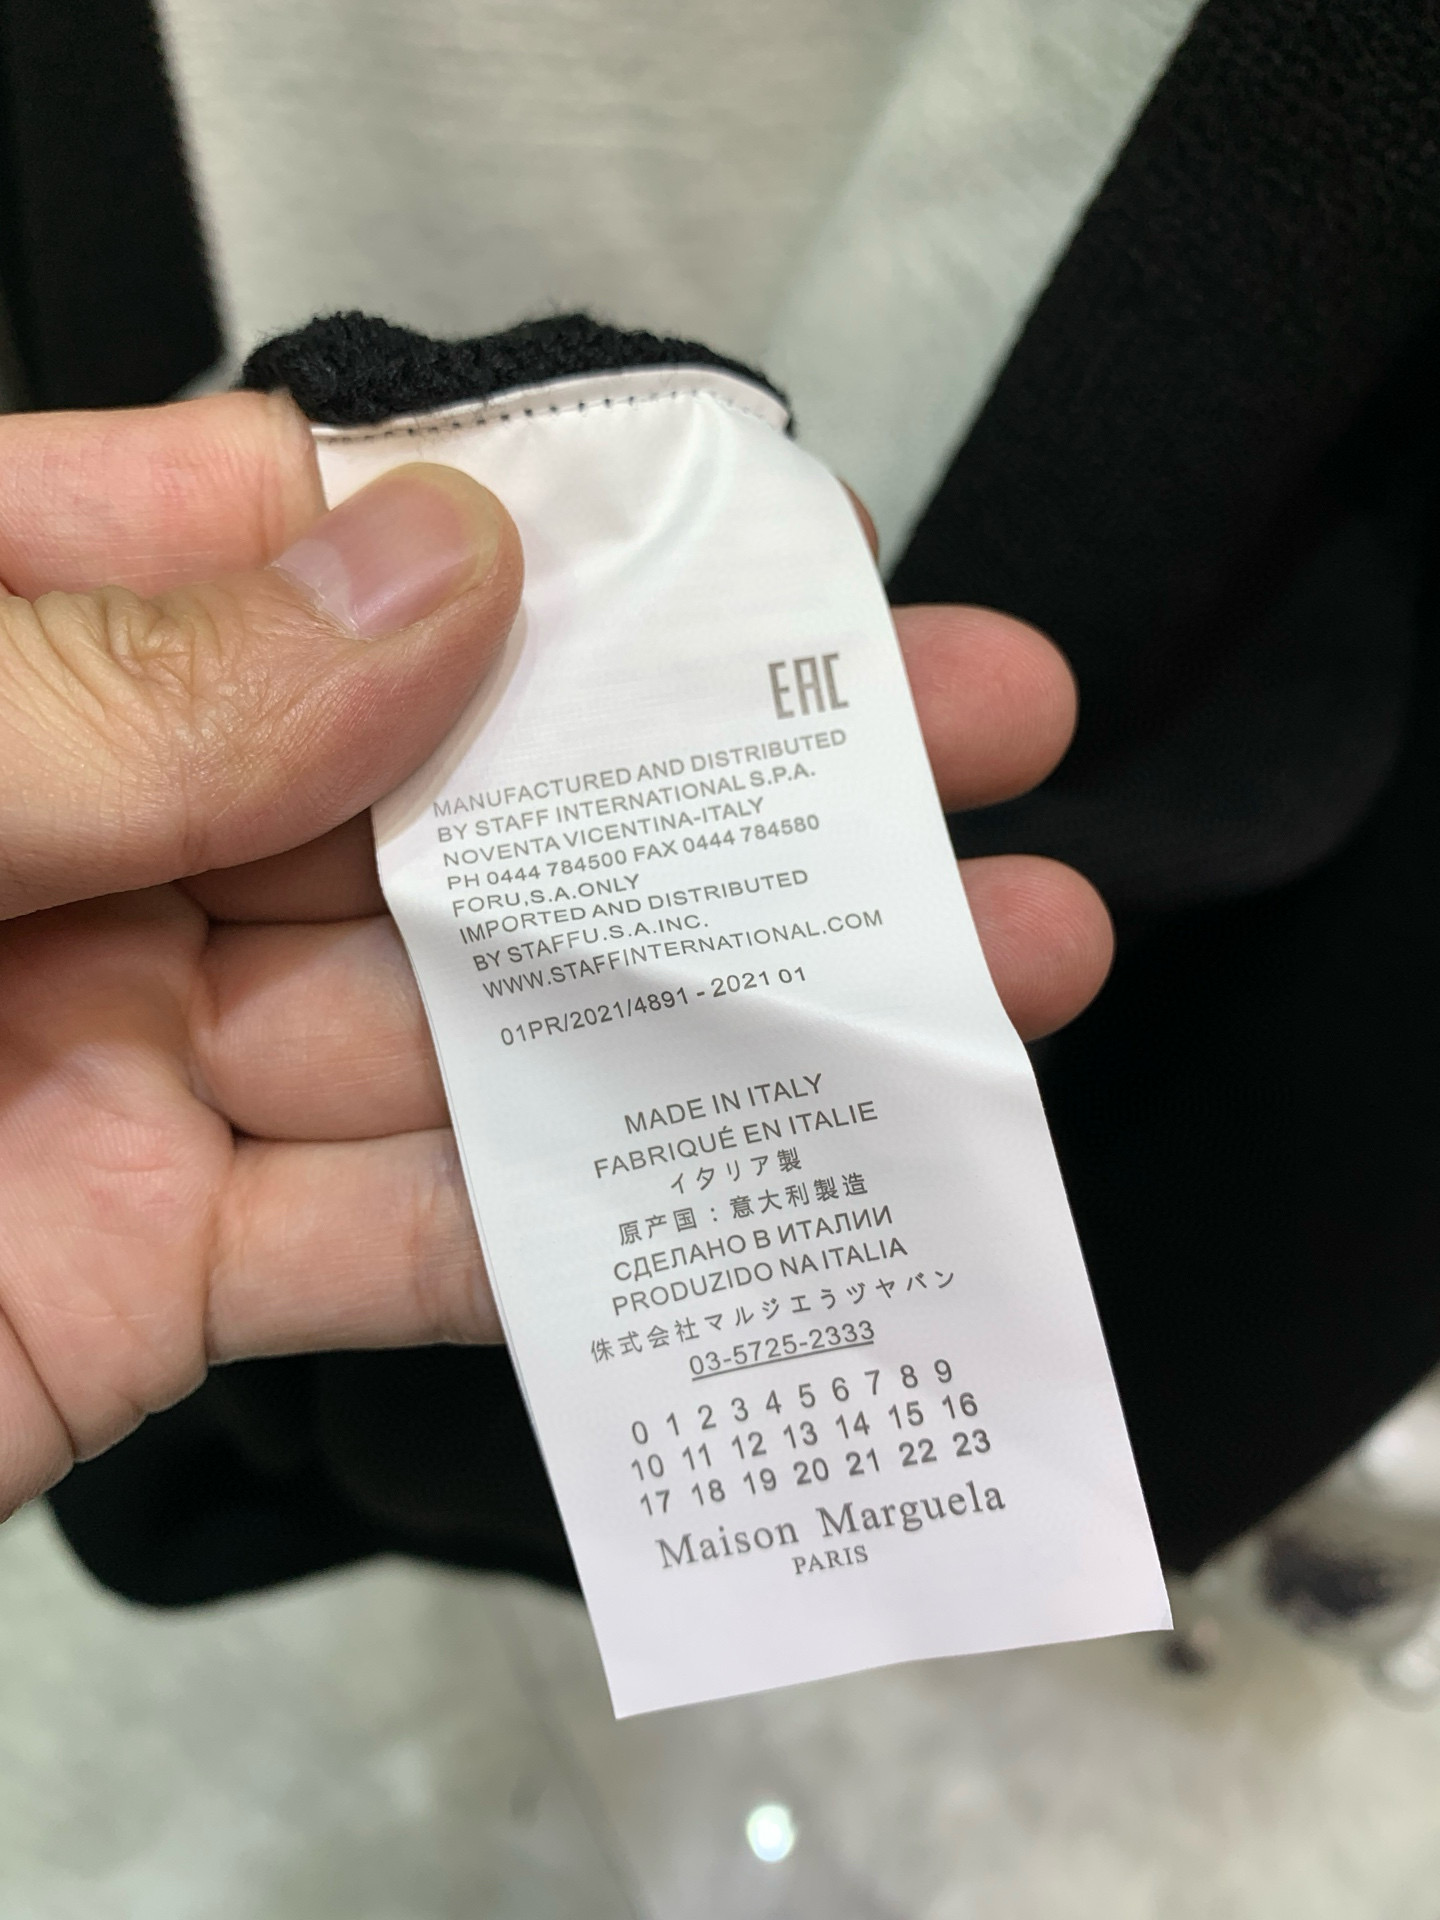 EAC
MANUFACTURED AND DISTRIBUTED
BY STAFF INTERNATIONAL S.P.A.
NOVENTA VICENTINA-ITALY
PH 0444 784500 FAX 0444 784580
FORU,S.A.ONLY
IMPORTED AND DISTRIBUTED
BY STAFFU.S.A.INC.
WWW.STAFFINTERNATIONAL.COM
01PR/2021/4891 - 2021 01
MADE IN ITALY
FABRIQUÉ EN ITALIE
イタリア製
原产国：意大利製造
СДЕЛАНО В ИТАЛИИ
PRODUZIDO NA ITALIA
侏式会社マルジエうヅヤバン
03-5725-2333
0 1 2 3 4 5 6 7 8 9
10 11 12 13 14 15 16
17 18 19 20 21 22 23
Maison Marguela
PARIS